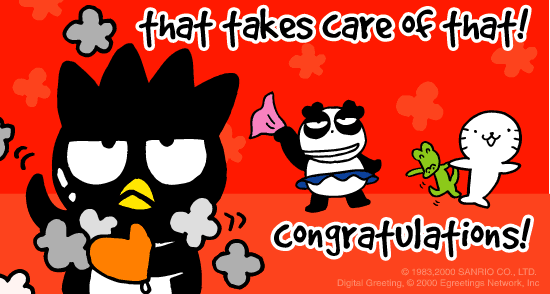 that takes care of that!
congratulations!
© 1983,2000 SANRIO CO., LTD.
Digital Greeting, © 2000 Egreetings Network, Inc